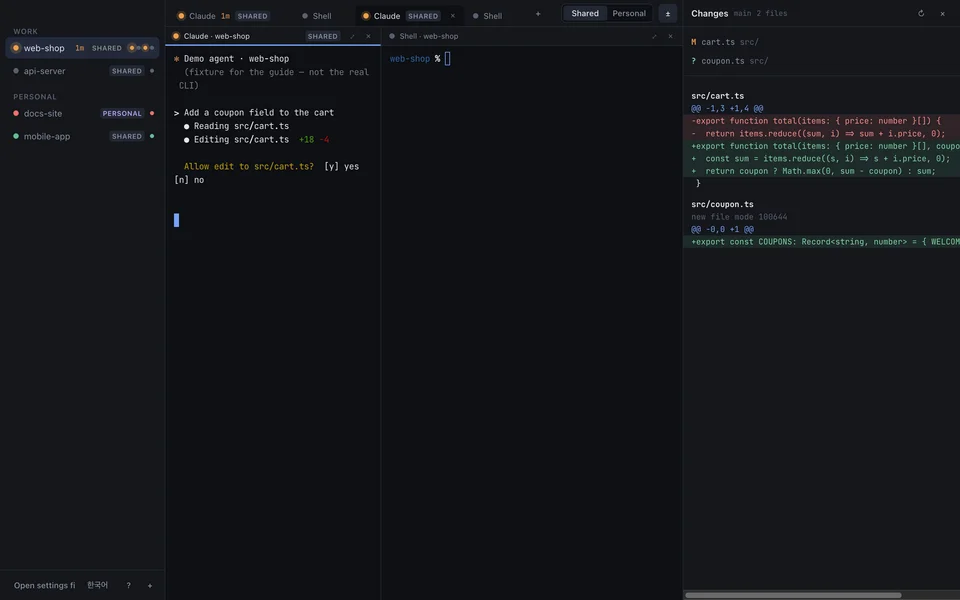 WORK
web-shop 1m SHARED
api-server SHARED
PERSONAL
docs-site PERSONAL
mobile-app SHARED
Open settings fi 한국어 ? +
Claude 1m SHARED Shell Claude SHARED × Shell + Shared Personal ±
Claude · web-shop SHARED ⤢ ×
✻ Demo agent · web-shop
(fixture for the guide — not the real
CLI)
> Add a coupon field to the cart
● Reading src/cart.ts
● Editing src/cart.ts +18 -4
Allow edit to src/cart.ts? [y] yes
[n] no
Shell · web-shop ⤢ ×
web-shop %
Changes main 2 files ↻ ×
M cart.ts src/
? coupon.ts src/
src/cart.ts
@@ -1,3 +1,4 @@
-export function total(items: { price: number }[]) {
- return items.reduce((sum, i) => sum + i.price, 0);
+export function total(items: { price: number }[], coupo
+ const sum = items.reduce((s, i) => s + i.price, 0);
+ return coupon ? Math.max(0, sum - coupon) : sum;
}
src/coupon.ts
new file mode 100644
@@ -0,0 +1 @@
+export const COUPONS: Record<string, number> = { WELCOM